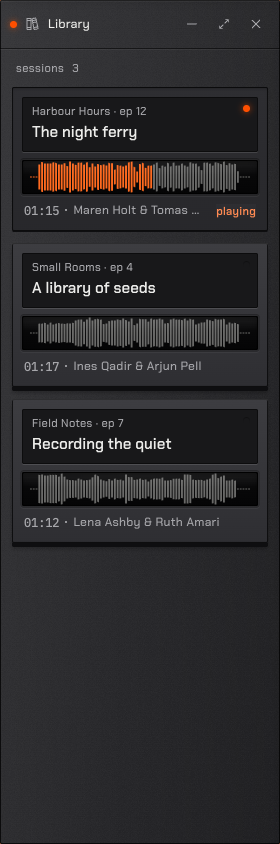 Library
sessions 3
Harbour Hours · ep 12
The night ferry
01:15 · Maren Holt & Tomas ... playing
Small Rooms · ep 4
A library of seeds
01:17 · Ines Qadir & Arjun Pell
Field Notes · ep 7
Recording the quiet
01:12 · Lena Ashby & Ruth Amari